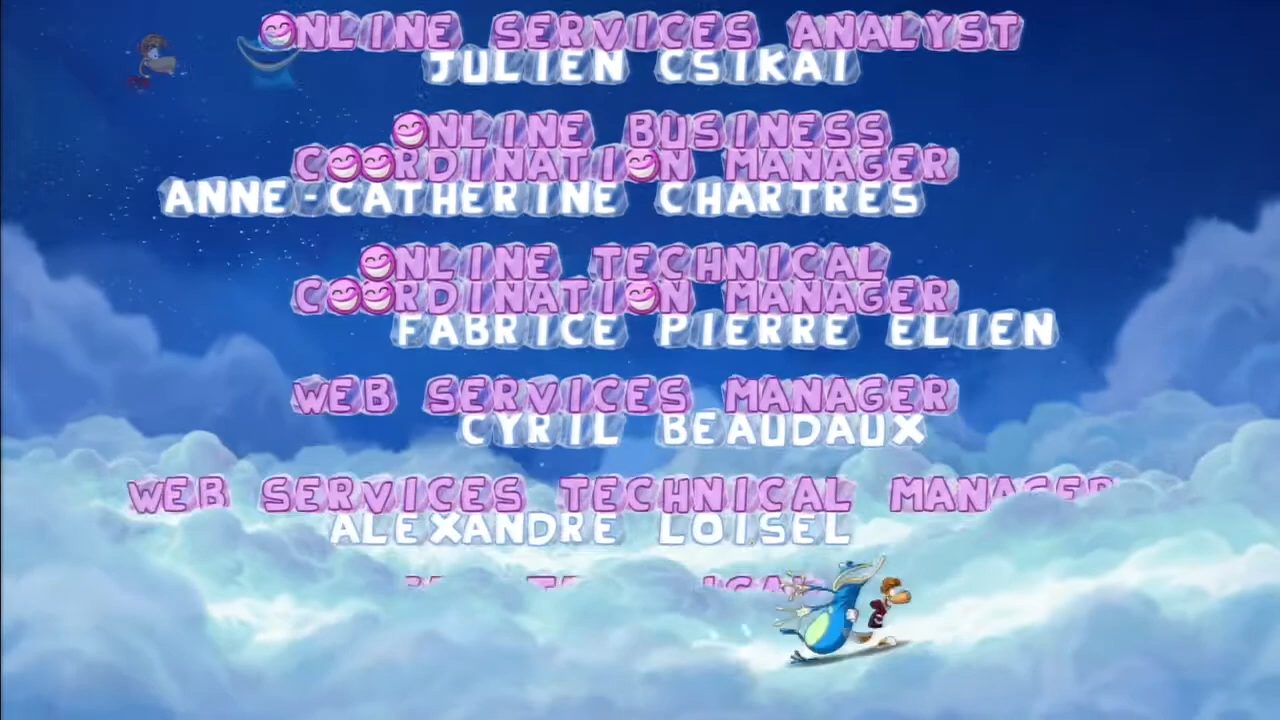 ONLINE SERVICES ANALYST
JULIEN CSIKAI
ONLINE BUSINESS
COORDINATION MANAGER
ANNE-CATHERINE CHARTRES
ONLINE TECHNICAL
COORDINATION MANAGER
FABRICE PIERRE ELIEN
WEB SERVICES MANAGER
CYRIL BEAUDAUX
WEB SERVICES TECHNICAL MANAGER
ALEXANDRE LOISEL